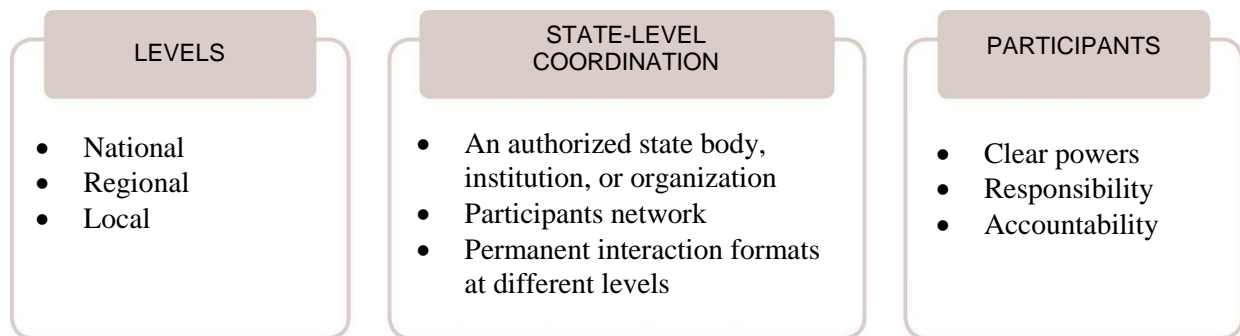 LEVELS
• National
• Regional
• Local
STATE-LEVEL
COORDINATION
• An authorized state body,
institution, or organization
• Participants network
• Permanent interaction formats
at different levels
PARTICIPANTS
• Clear powers
• Responsibility
• Accountability